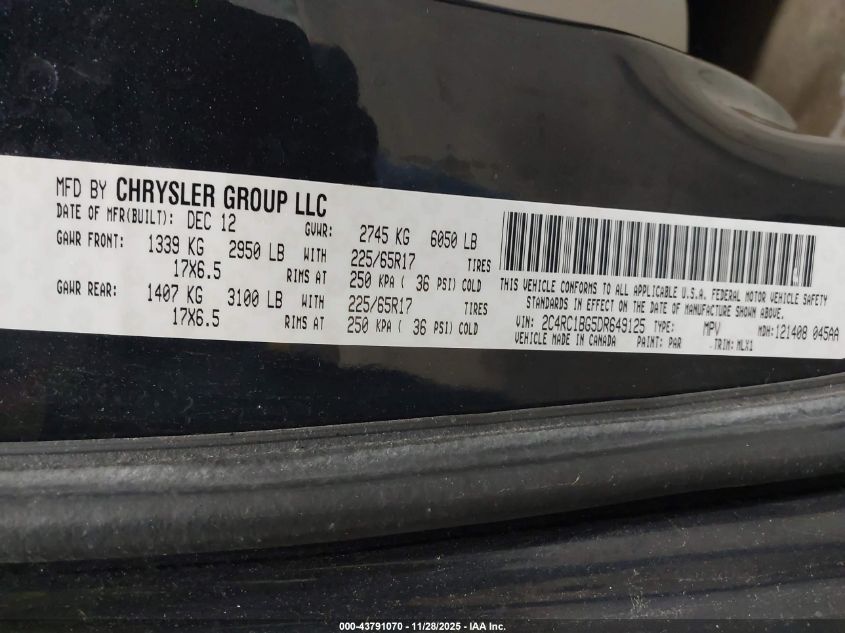 MFD BY CHRYSLER GROUP LLC
DATE OF MFR(BUILT): DEC 12 GVWR: 2745 KG 6050 LB
GAWR FRONT: 1339 KG 2950 LB WITH 225/65R17 TIRES
17X6.5 RIMS AT 250 KPA ( 36 PSI) COLD
GAWR REAR: 1407 KG 3100 LB WITH 225/65R17 TIRES
17X6.5 RIMS AT 250 KPA ( 36 PSI) COLD
THIS VEHICLE CONFORMS TO ALL APPLICABLE U.S.A. FEDERAL MOTOR VEHICLE SAFETY
STANDARDS IN EFFECT ON THE DATE OF MANUFACTURE SHOWN ABOVE.
VIN: 2C4RC1BG5DR649125 TYPE: MPV MDH: 121408 045AA
VEHICLE MADE IN CANADA PAINT: PAR TRIM: MLX1
000-43791070 — 11/28/2025 — IAA Inc.